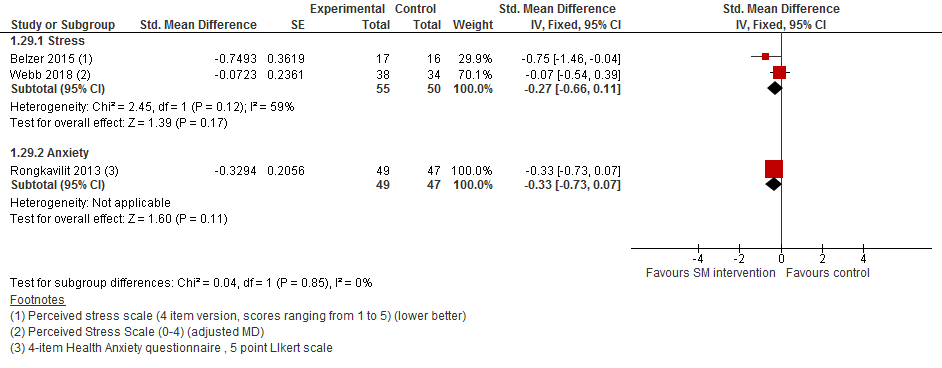 Experimental Control Std. Mean Difference Std. Mean Difference
Study or Subgroup Std. Mean Difference SE Total Total Weight IV, Fixed, 95% CI IV, Fixed, 95% CI
1.29.1 Stress
Belzer 2015 (1) -0.7493 0.3619 17 16 29.9% -0.75 [-1.46, -0.04]
Webb 2018 (2) -0.0723 0.2361 38 34 70.1% -0.07 [-0.54, 0.39]
Subtotal (95% CI) 55 50 100.0% -0.27 [-0.66, 0.11]
Heterogeneity: Chi² = 2.45, df = 1 (P = 0.12); I² = 59%
Test for overall effect: Z = 1.39 (P = 0.17)
1.29.2 Anxiety
Rongkavilit 2013 (3) -0.3294 0.2056 49 47 100.0% -0.33 [-0.73, 0.07]
Subtotal (95% CI) 49 47 100.0% -0.33 [-0.73, 0.07]
Heterogeneity: Not applicable
Test for overall effect: Z = 1.60 (P = 0.11)
-4 -2 0 2 4
Favours SM intervention Favours control
Test for subgroup differences: Chi² = 0.04, df = 1 (P = 0.85), I² = 0%
Footnotes
(1) Perceived stress scale (4 item version, scores ranging from 1 to 5) (lower better)
(2) Perceived Stress Scale (0-4) (adjusted MD)
(3) 4-item Health Anxiety questionnaire , 5 point LIkert scale